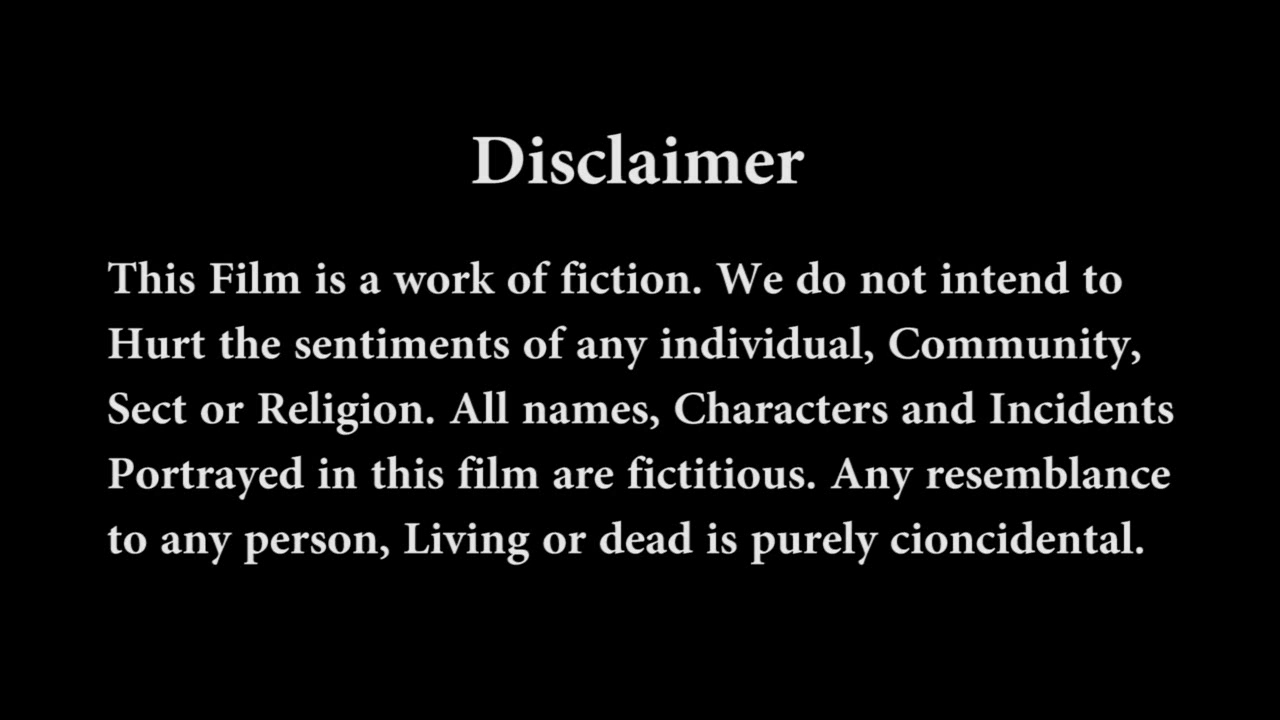 Disclaimer
This Film is a work of fiction. We do not intend to
Hurt the sentiments of any individual, Community,
Sect or Religion. All names, Characters and Incidents
Portrayed in this film are fictitious. Any resemblance
to any person, Living or dead is purely cioncidental.